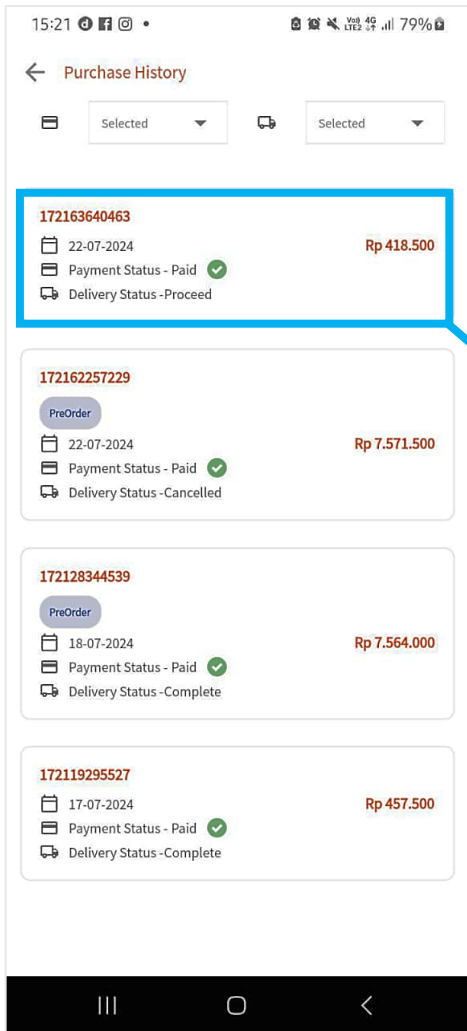 15:21
Vo)) 4G 79%
LTE2
Purchase History
Selected Selected
172163640463
22-07-2024 Rp 418.500
Payment Status - Paid
Delivery Status -Proceed
172162257229
PreOrder
22-07-2024 Rp 7.571.500
Payment Status - Paid
Delivery Status -Cancelled
172128344539
PreOrder
18-07-2024 Rp 7.564.000
Payment Status - Paid
Delivery Status -Complete
172119295527
17-07-2024 Rp 457.500
Payment Status - Paid
Delivery Status -Complete